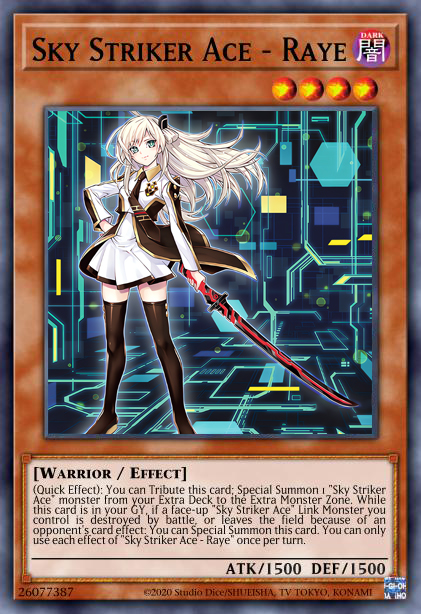 Sky Striker Ace - Raye
DARK
闇
[Warrior / Effect]
(Quick Effect): You can Tribute this card; Special Summon 1 "Sky Striker
Ace" monster from your Extra Deck to the Extra Monster Zone. While
this card is in your GY, if a face-up "Sky Striker Ace" Link Monster you
control is destroyed by battle, or leaves the field because of an
opponent's card effect: You can Special Summon this card. You can only
use each effect of "Sky Striker Ace - Raye" once per turn.
ATK/1500 DEF/1500
26077387
©2020 Studio Dice/SHUEISHA, TV TOKYO, KONAMI